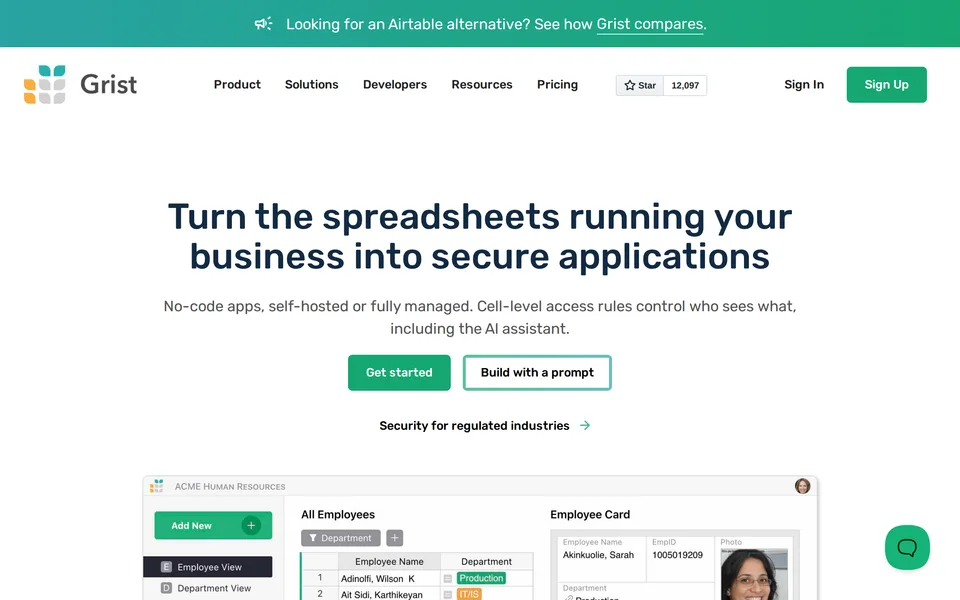 Looking for an Airtable alternative? See how Grist compares.
Grist
Product
Solutions
Developers
Resources
Pricing
Star
12,097
Sign In
Sign Up
Turn the spreadsheets running your
business into secure applications
No-code apps, self-hosted or fully managed. Cell-level access rules control who sees what,
including the AI assistant.
Get started
Build with a prompt
Security for regulated industries →
ACME HUMAN RESOURCES
Add New +
E Employee View
D Department View
All Employees
Department
+
Employee Name
Department
1
Adinolfi, Wilson K
Production
2
Ait Sidi, Karthikeyan
IT/IS
Employee Card
Employee Name
Akinkuolie, Sarah
EmpID
1005019209
Photo
Department
Production